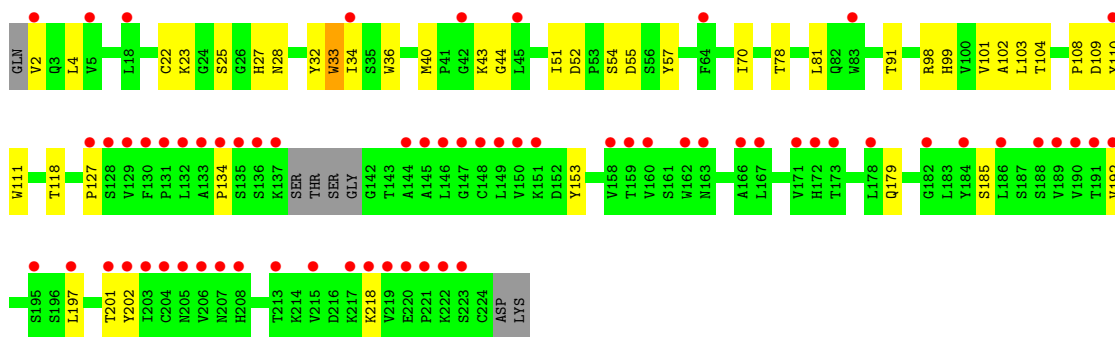 GLN V2 Q3 L4 V5 L18 C22 K23 G24 S25 G26 H27 N28 Y32 W33 I34 S35 W36 M40 P41 G42 K43 G44 L45 I51 D52 P53 S54 D55 S56 Y57 F64 I70 T78 L81 Q82 W83 T91 R98 H99 V100 V101 A102 L103 T104 P108 D109
W111 T118 P127 S128 V129 F130 P131 L132 A133 P134 S135 S136 K137 SER THR SER GLY G142 T143 A144 A145 L146 G147 C148 L149 V150 K151 D152 Y153 V158 T159 V160 S161 W162 N163 A166 L167 V171 H172 T173 L178 Q179 G182 L183 Y184 S185 L186 S187 S188 V189 V190 T191
S195 S196 L197 T201 Y202 I203 C204 N205 V206 N207 H208 T213 K214 V215 D216 K217 K218 V219 E220 P221 K222 S223 C224 ASP LYS